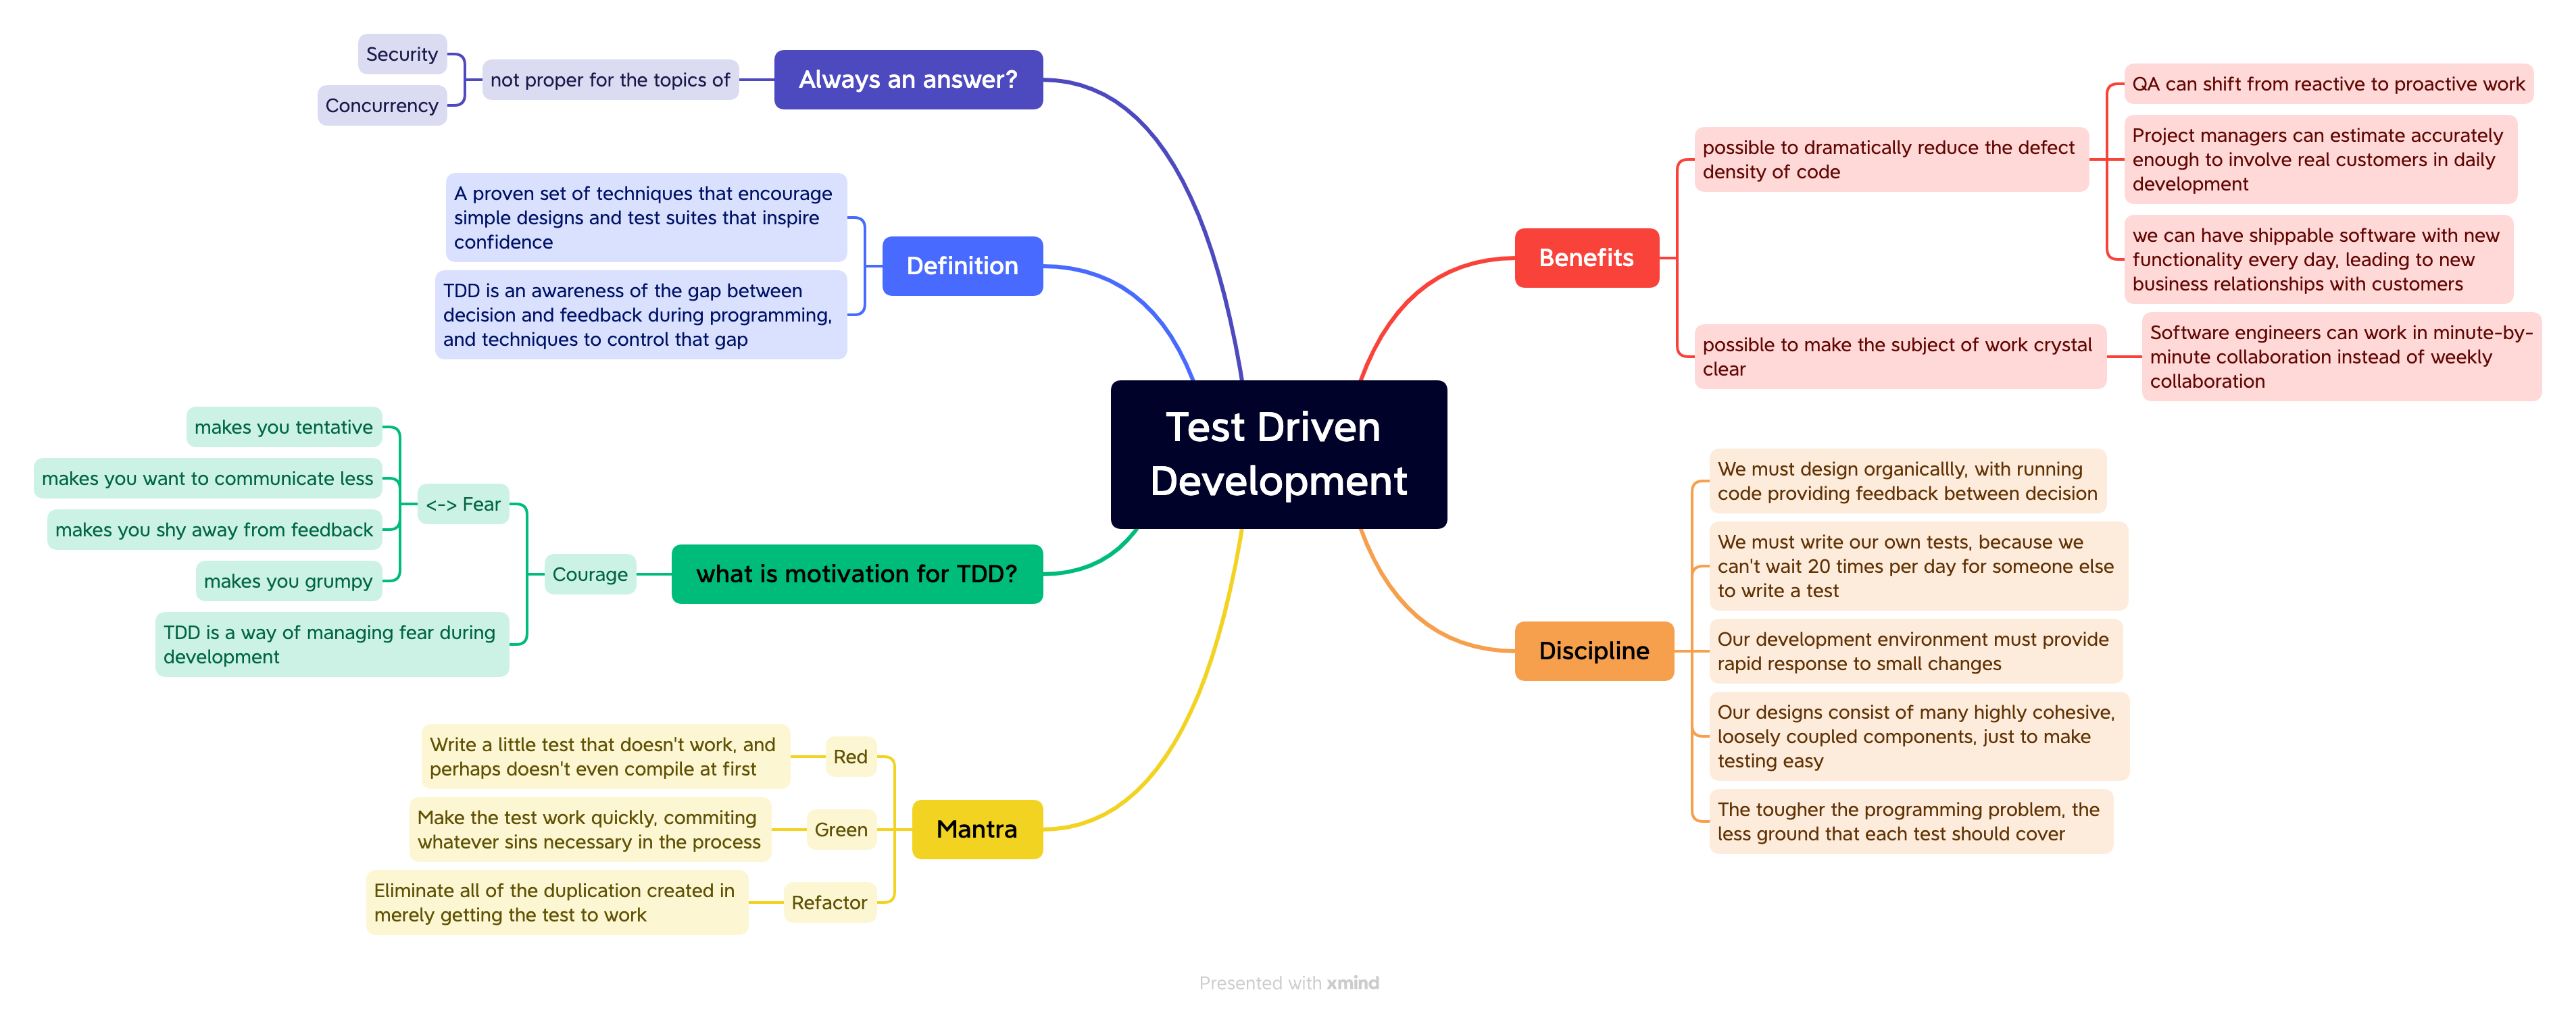 Test Driven
Development
Benefits
possible to dramatically reduce the defect
density of code
QA can shift from reactive to proactive work
Project managers can estimate accurately
enough to involve real customers in daily
development
we can have shippable software with new
functionality every day, leading to new
business relationships with customers
possible to make the subject of work crystal
clear
Software engineers can work in minute-by-
minute collaboration instead of weekly
collaboration
Discipline
We must design organicallly, with running
code providing feedback between decision
We must write our own tests, because we
can't wait 20 times per day for someone else
to write a test
Our development environment must provide
rapid response to small changes
Our designs consist of many highly cohesive,
loosely coupled components, just to make
testing easy
The tougher the programming problem, the
less ground that each test should cover
Always an answer?
not proper for the topics of
Security
Concurrency
Definition
A proven set of techniques that encourage
simple designs and test suites that inspire
confidence
TDD is an awareness of the gap between
decision and feedback during programming,
and techniques to control that gap
what is motivation for TDD?
Courage
<-> Fear
makes you tentative
makes you want to communicate less
makes you shy away from feedback
makes you grumpy
TDD is a way of managing fear during
development
Mantra
Red
Write a little test that doesn't work, and
perhaps doesn't even compile at first
Green
Make the test work quickly, commiting
whatever sins necessary in the process
Refactor
Eliminate all of the duplication created in
merely getting the test to work
Presented with xmind